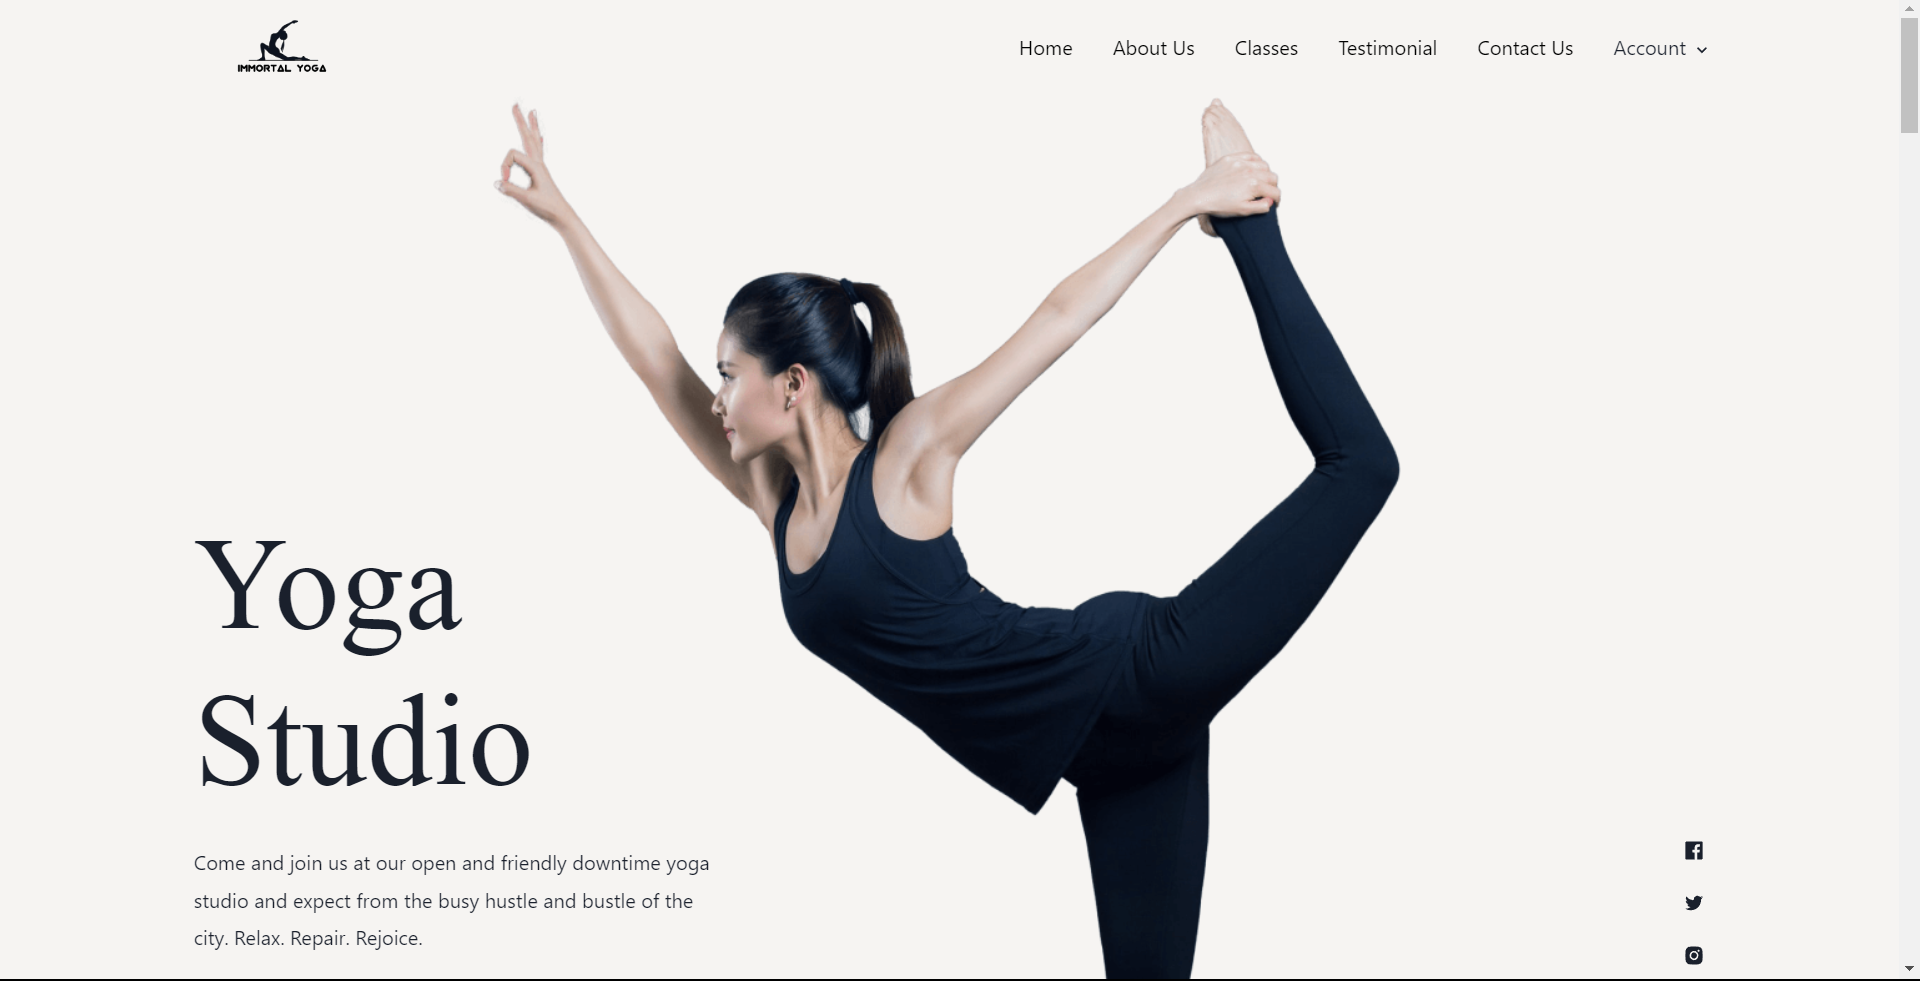 IMMORTAL YOGA
Home
About Us
Classes
Testimonial
Contact Us
Account
Yoga
Studio
Come and join us at our open and friendly downtime yoga
studio and expect from the busy hustle and bustle of the
city. Relax. Repair. Rejoice.